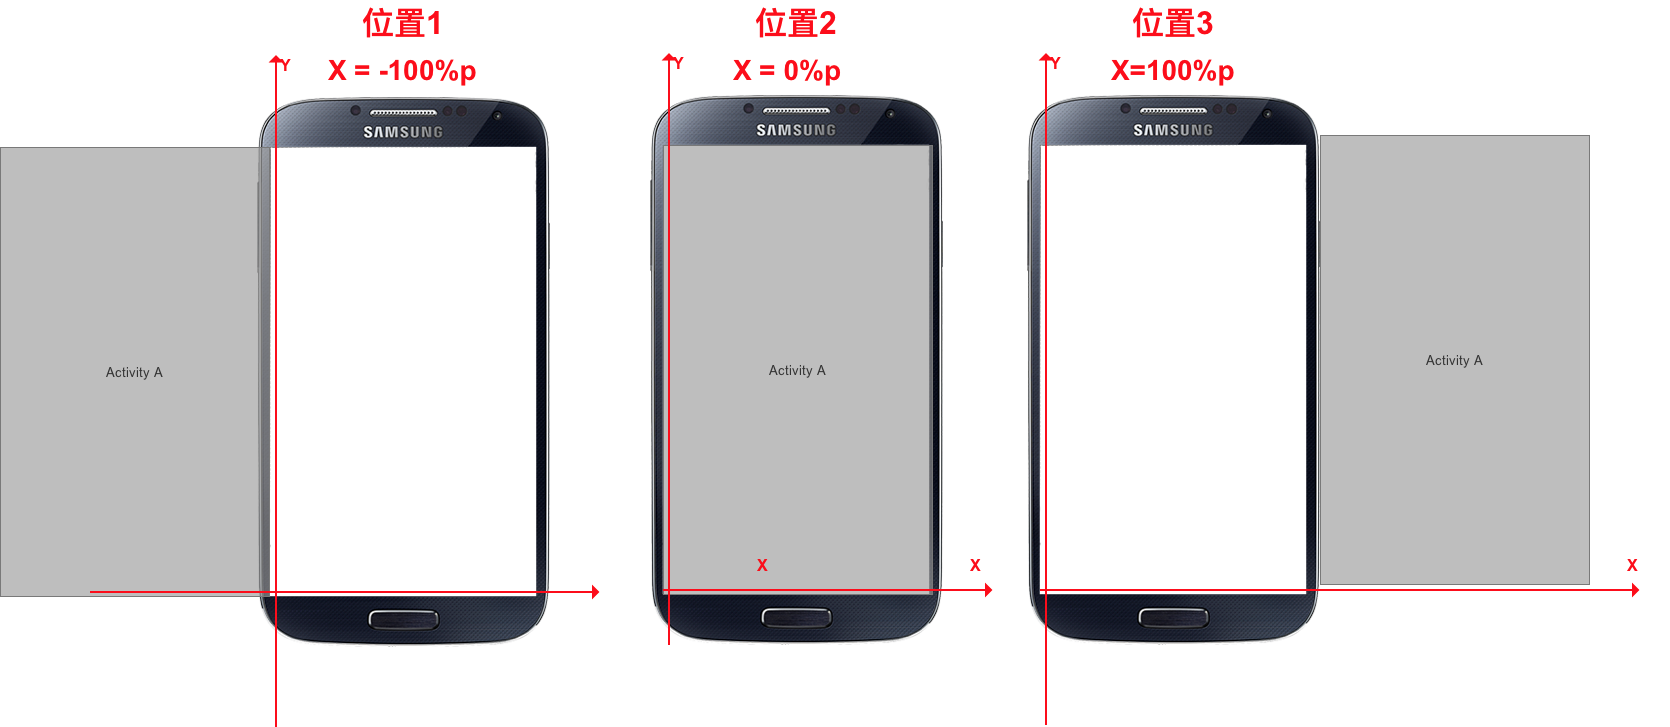 位置1
位置2
位置3
X = -100%p
X = 0%p
X=100%p
Y
Y
Y
SAMSUNG
SAMSUNG
SAMSUNG
Activity A
Activity A
Activity A
X
X
X